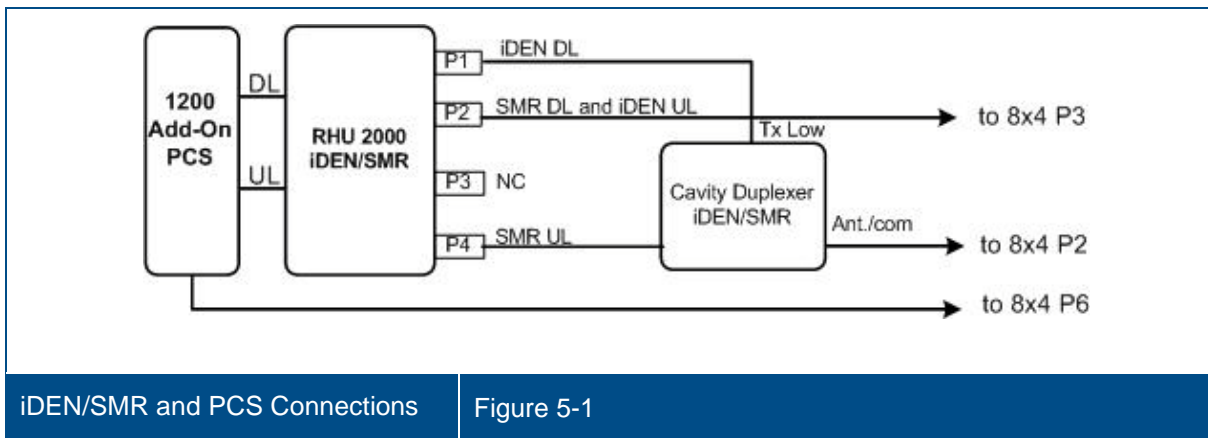 1200
Add-On
PCS
DL
UL
RHU 2000
iDEN/SMR
P1
iDEN DL
P2
SMR DL and iDEN UL
to 8x4 P3
Tx Low
P3
NC
Cavity Duplexer
iDEN/SMR
P4
SMR UL
Ant./com
to 8x4 P2
to 8x4 P6
iDEN/SMR and PCS Connections
Figure 5-1